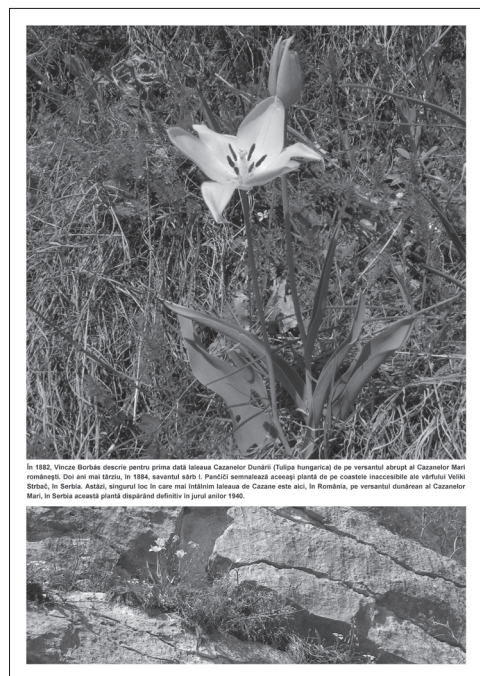 În 1882, Vincze Borbás descrie pentru prima dată laleaua Cazanelor Dunării (Tulipa hungarica) de pe versantul abrupt al Cazanelor Mari
românești. Doi ani mai târziu, în 1884, savantul sârb I. Pančići semnalează aceeași plantă de pe coastele inaccesibile ale vârfului Veliki
Strbač, în Serbia. Astăzi, singurul loc în care mai întâlnim laleaua de Cazane este aici, în România, pe versantul dunărean al Cazanelor
Mari, în Serbia această plantă dispărând definitiv în jurul anilor 1940.